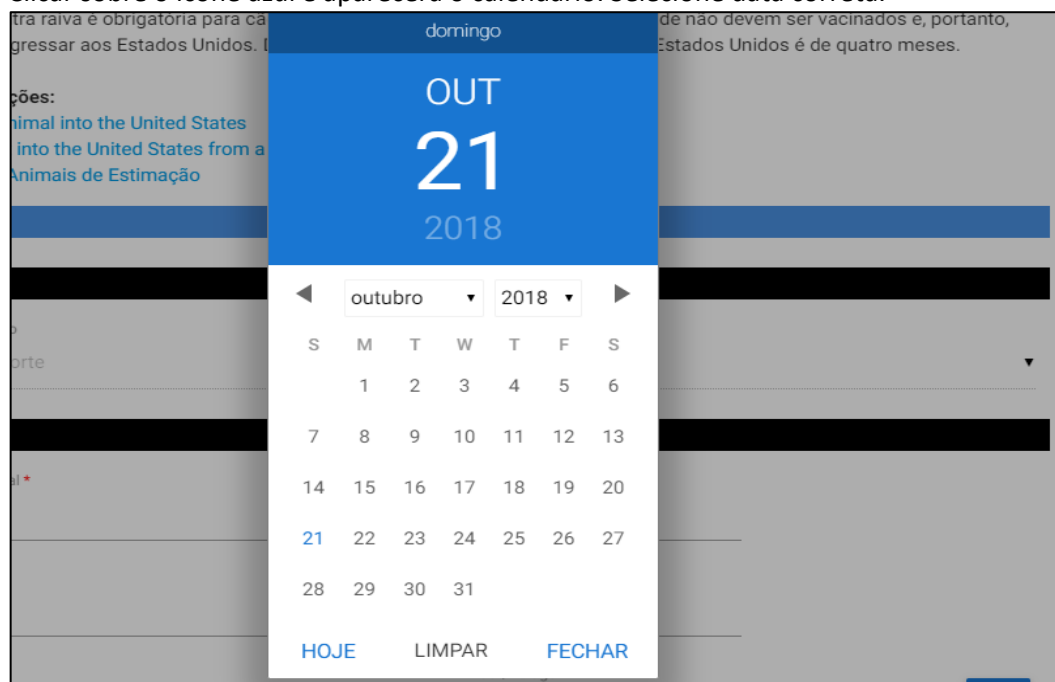 tra raiva é obrigatória para cã
de não devem ser vacinados e, portanto,
gressar aos Estados Unidos. D
Estados Unidos é de quatro meses.
ções:
nimal into the United States
into the United States from a
Animais de Estimação
domingo
OUT
21
2018
outubro 2018
S M T W T F S
1 2 3 4 5 6
7 8 9 10 11 12 13
14 15 16 17 18 19 20
21 22 23 24 25 26 27
28 29 30 31
HOJE LIMPAR FECHAR
o
orte
al *